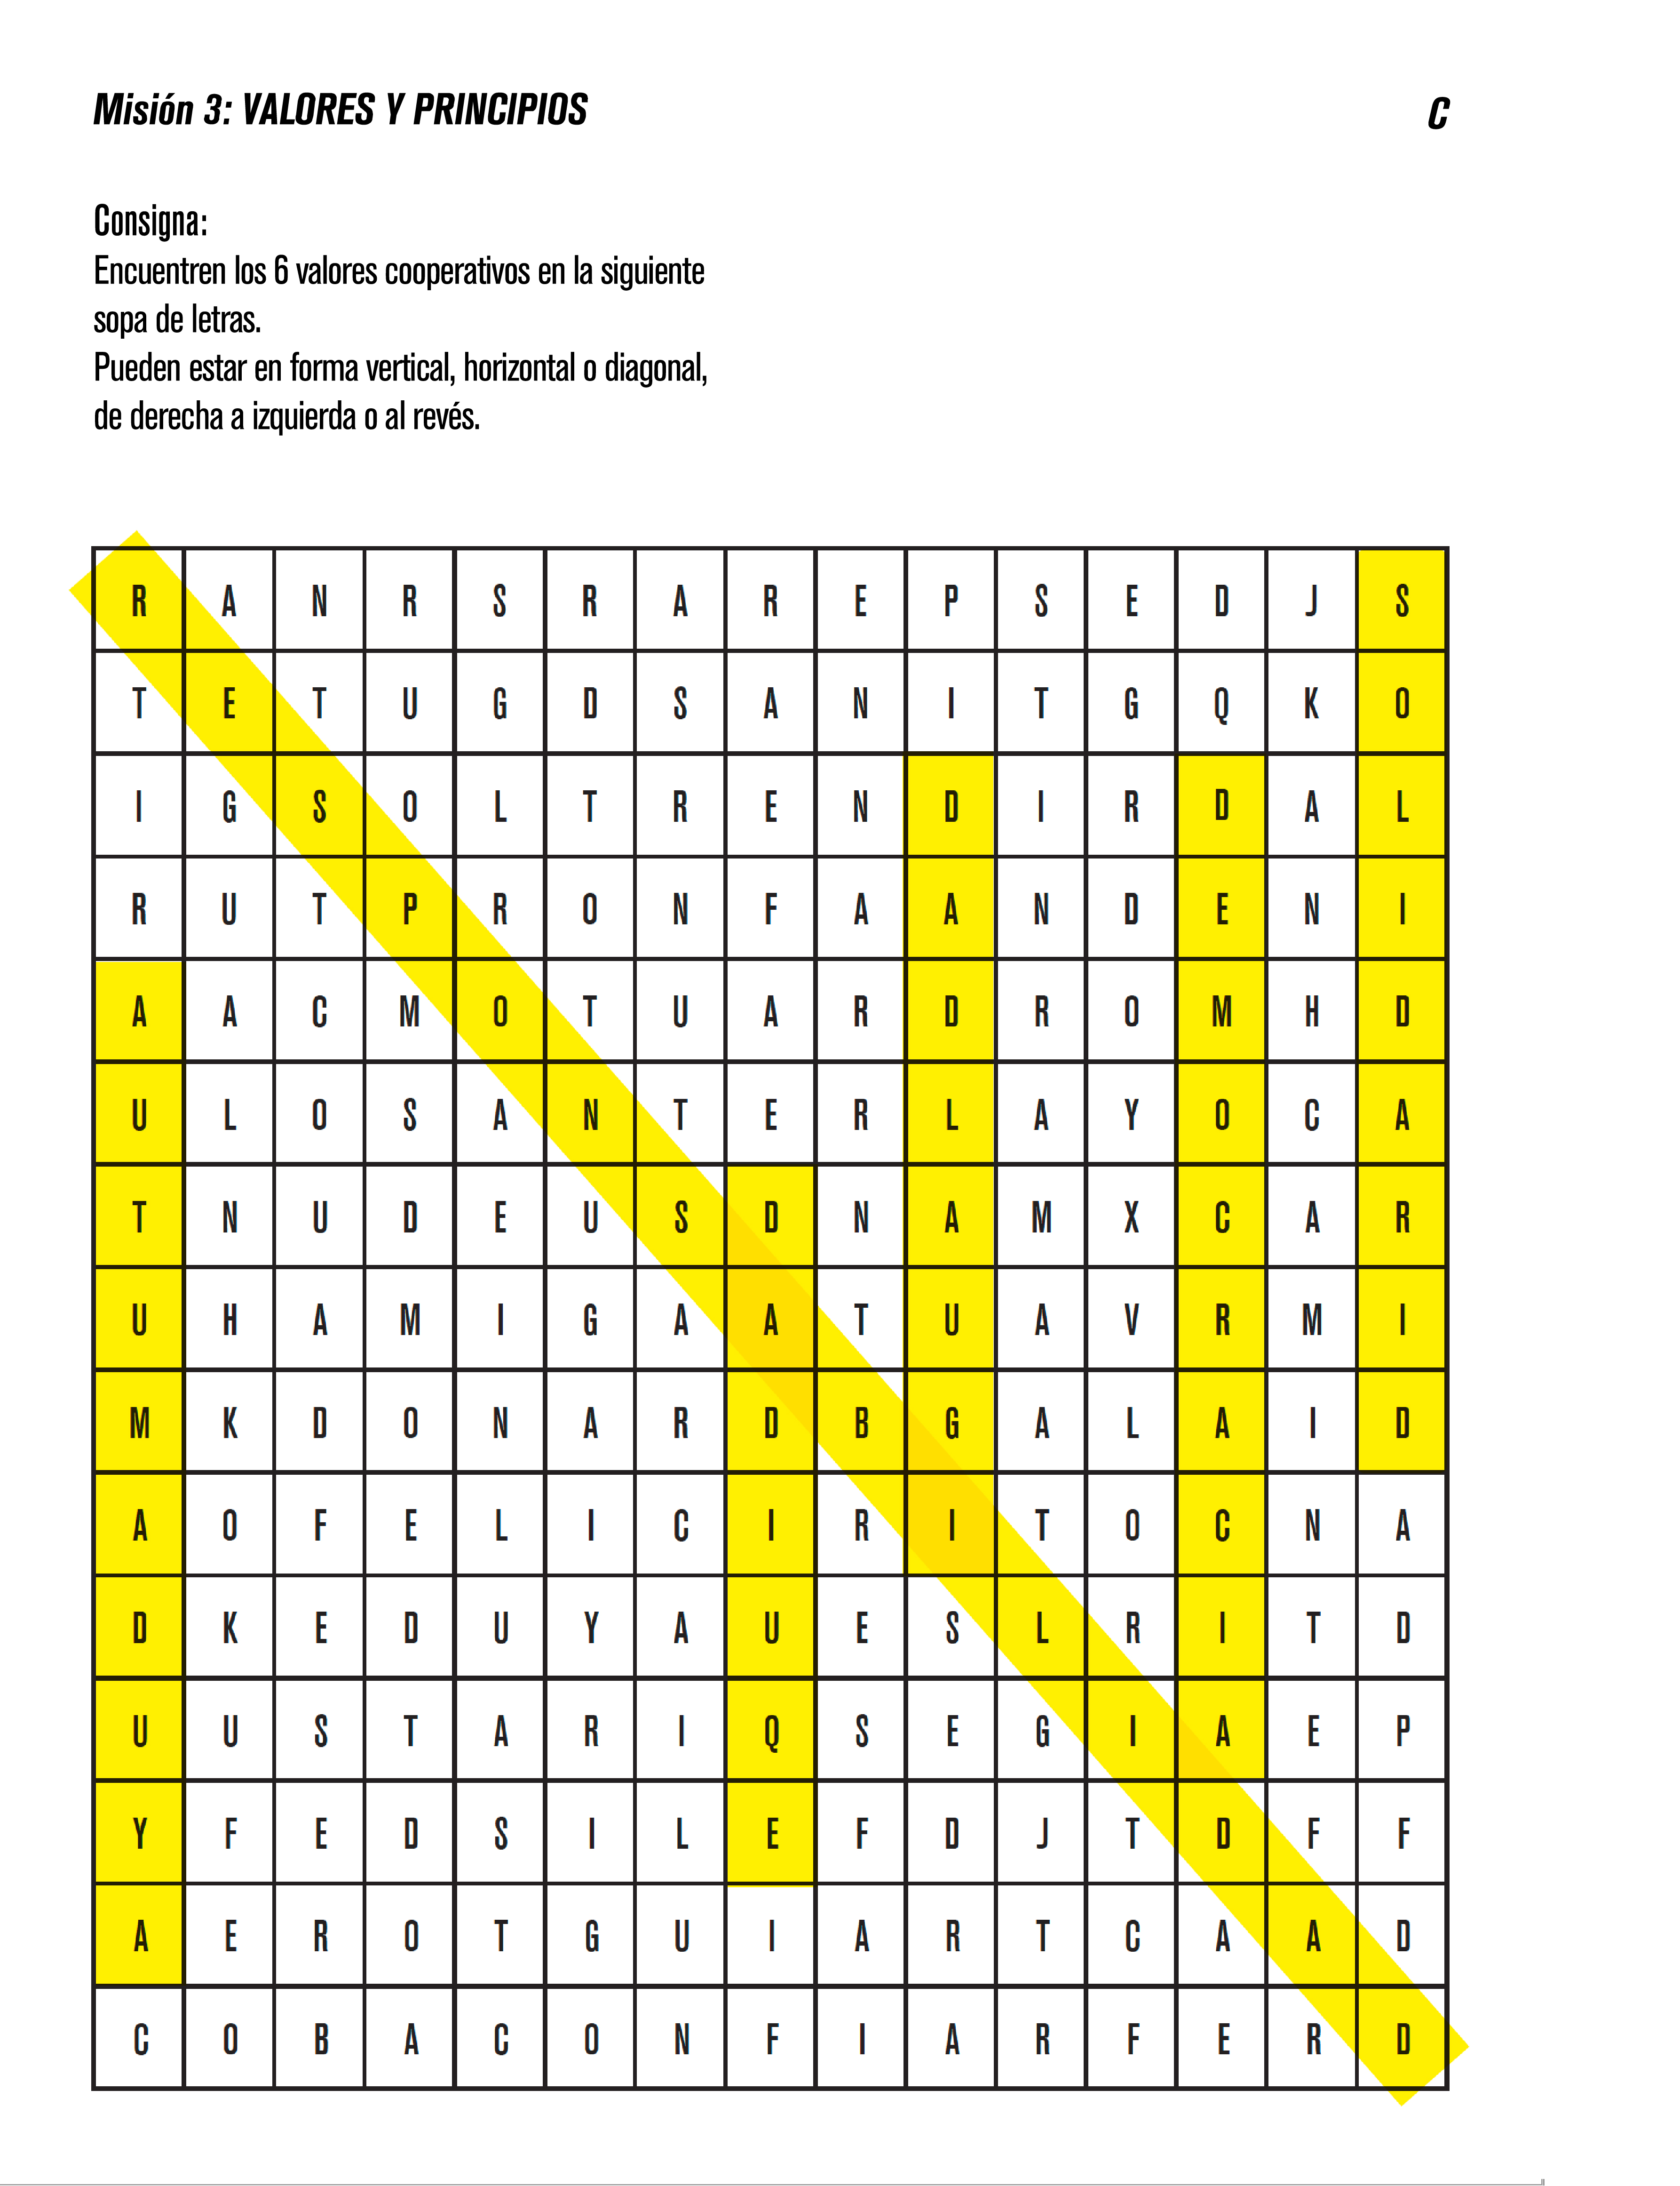 Misión 3: VALORES Y PRINCIPIOS
C
Consigna:
Encuentren los 6 valores cooperativos en la siguiente
sopa de letras.
Pueden estar en forma vertical, horizontal o diagonal,
de derecha a izquierda o al revés.
R A N R S R A R E P S E D J S
T E T U G D S A N I T G Q K O
I G S O L T R E N D I R D A L
R U T P R O N F A A N D E N I
A A C M O T U A R D R O M H D
U L O S A N T E R L A Y O C A
T N U D E U S D N A M X C A R
U H A M I G A A T U A V R M I
M K D O N A R D B G A L A I D
A O F E L I C I R I T O C N A
D K E D U Y A U E S L R I T D
U U S T A R I Q S E G I A E P
Y F E D S I L E F D J T D F F
A E R O T G U I A R T C A A D
C O B A C O N F I A R F E R D